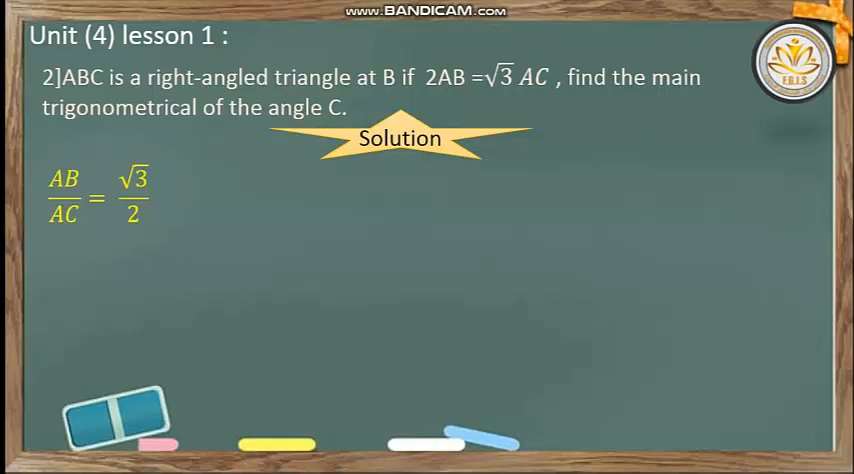 WWW.BANDICAM.COM
Unit (4) lesson 1 :
2]ABC is a right-angled triangle at B if 2AB =√3 AC , find the main
trigonometrical of the angle C.
Solution
AB/AC = √3/2
E.G.I.S